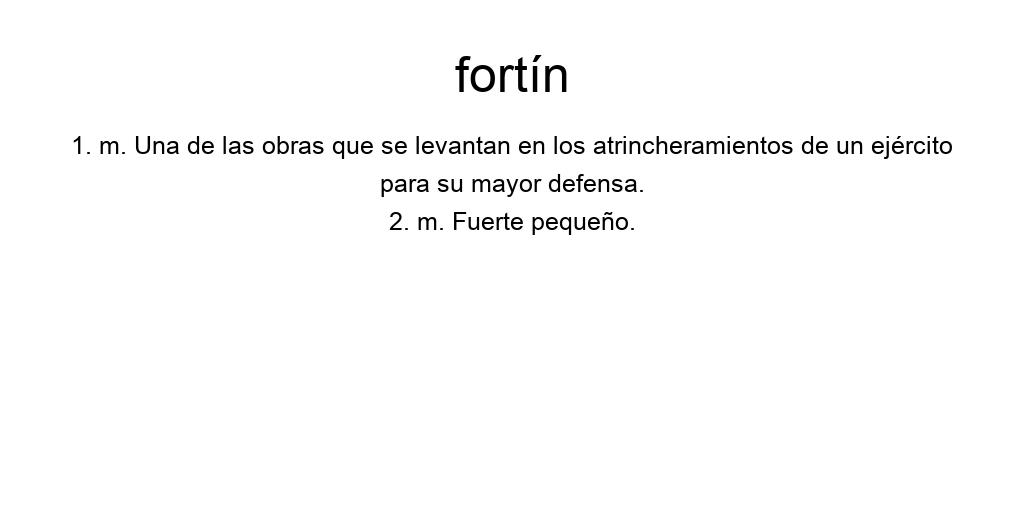 fortín
1. m. Una de las obras que se levantan en los atrincheramientos de un ejército
para su mayor defensa.
2. m. Fuerte pequeño.